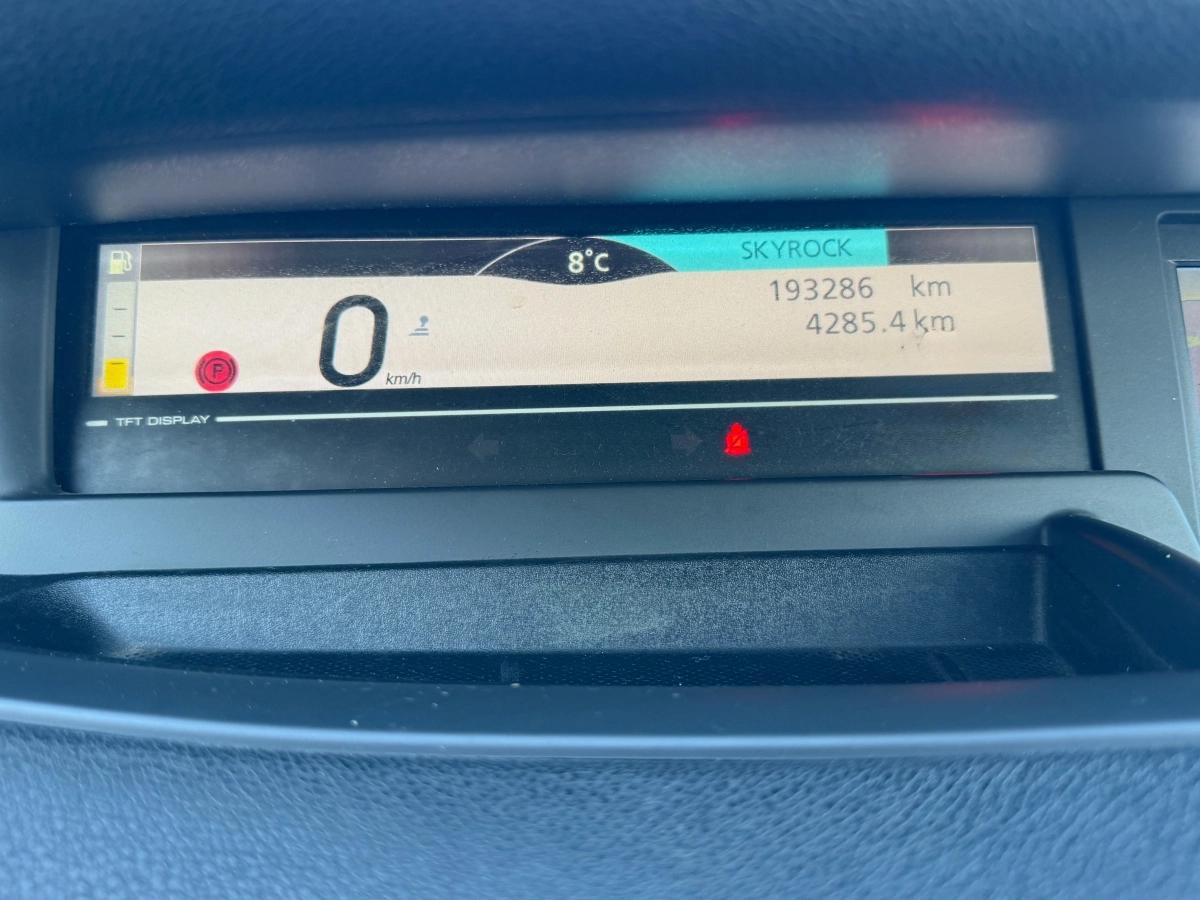 8°C
SKYROCK
193286 km
4285.4 km
0
km/h
P
TFT DISPLAY